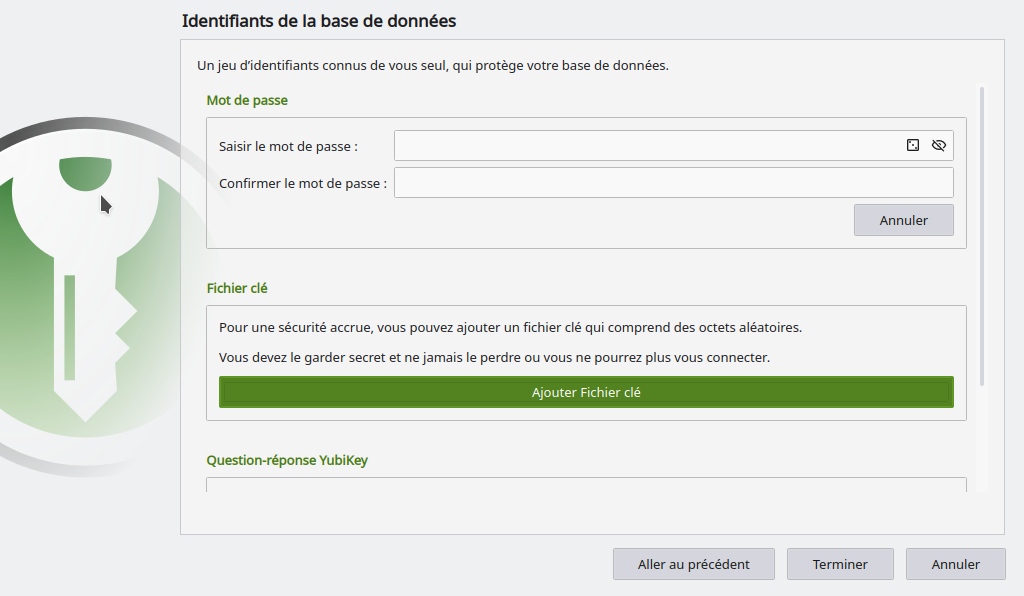 Identifiants de la base de données
Un jeu d’identifiants connus de vous seul, qui protège votre base de données.
Mot de passe
Saisir le mot de passe :
Confirmer le mot de passe :
Annuler
Fichier clé
Pour une sécurité accrue, vous pouvez ajouter un fichier clé qui comprend des octets aléatoires.
Vous devez le garder secret et ne jamais le perdre ou vous ne pourrez plus vous connecter.
Ajouter Fichier clé
Question-réponse YubiKey
Aller au précédent
Terminer
Annuler